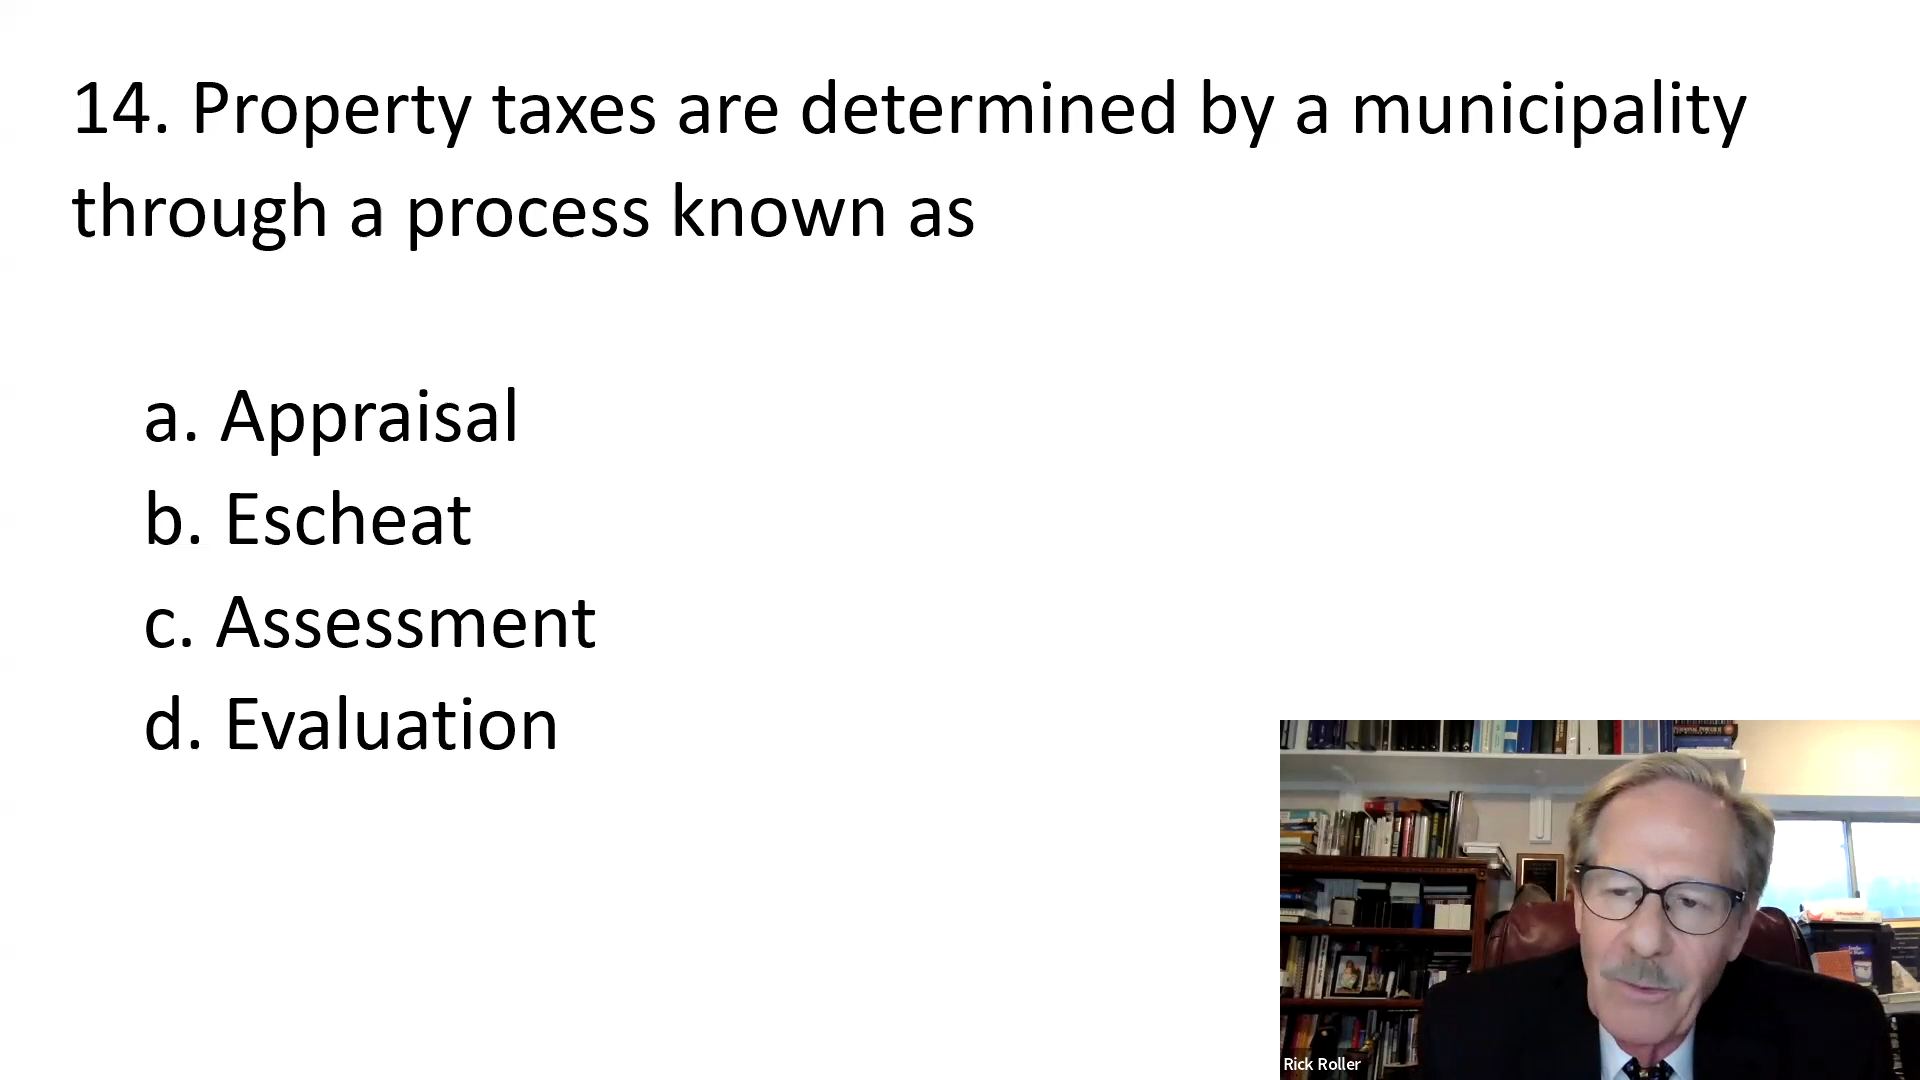 14. Property taxes are determined by a municipality
through a process known as
a. Appraisal
b. Escheat
c. Assessment
d. Evaluation
Rick Roller